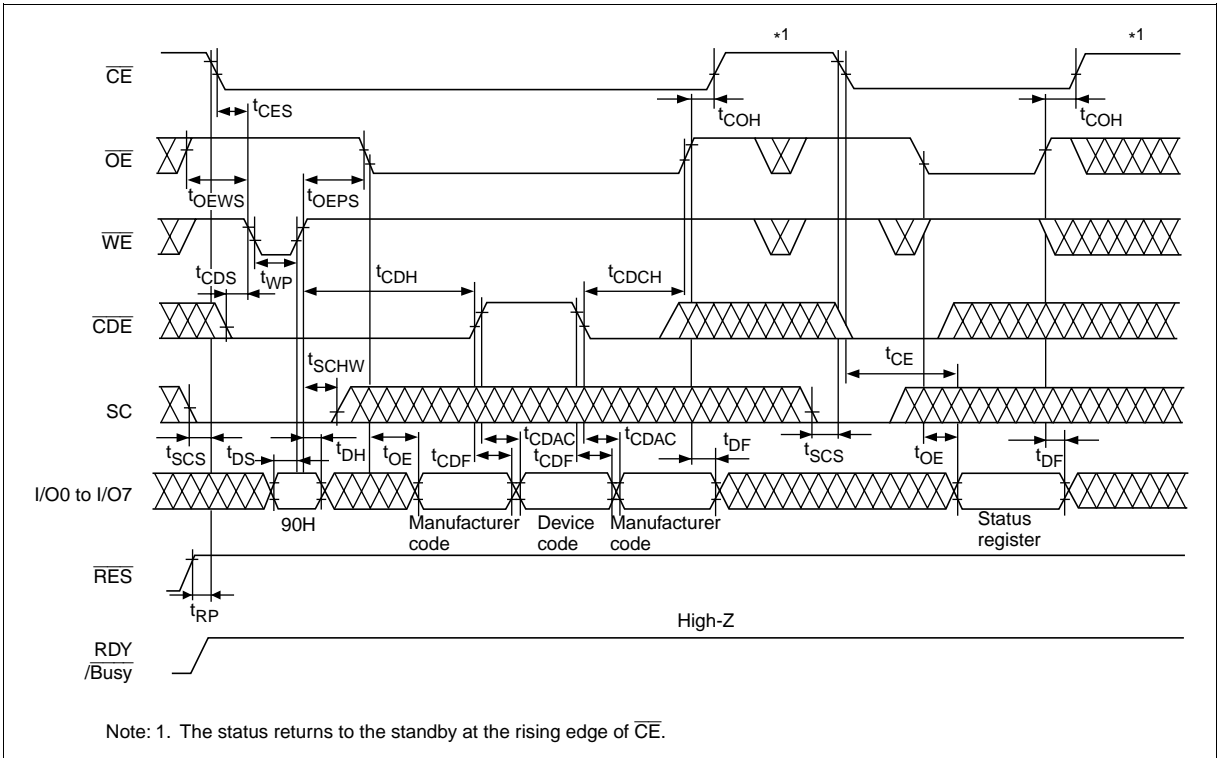 *1 *1
CE
tCES
tCOH tCOH
OE
tOEWS tOEPS
WE
tCDS tWP tCDH tCDCH
CDE
tSCHW tCE
SC
tSCS tDS tDH tOE tCDAC tCDAC tDF tSCS tOE tDF
tCDF tCDF
I/O0 to I/O7
90H Manufacturer code Device code Manufacturer code Status register
RES
tRP
High-Z
RDY
/Busy
Note: 1. The status returns to the standby at the rising edge of CE.